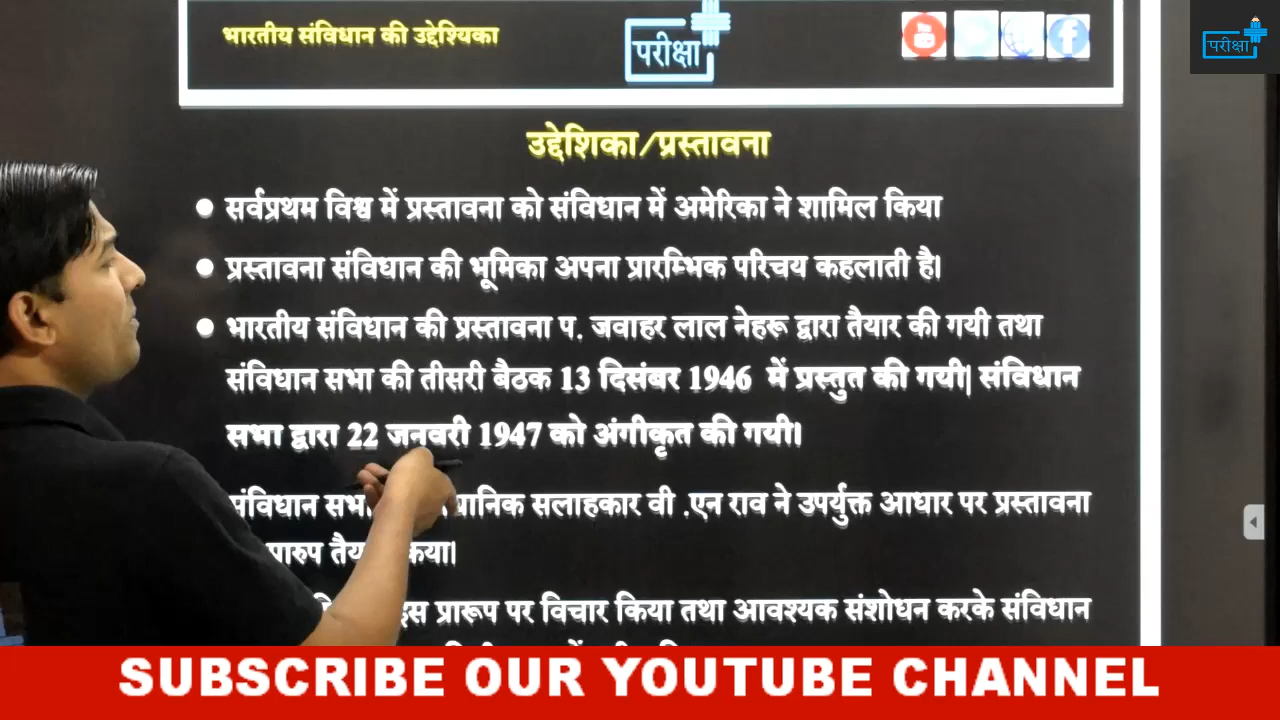 भारतीय संविधान की उद्देश्यिका
परीक्षा
परीक्षा
उद्देशिका/प्रस्तावना
● सर्वप्रथम विश्व में प्रस्तावना को संविधान में अमेरिका ने शामिल किया
● प्रस्तावना संविधान की भूमिका अपना प्रारम्भिक परिचय कहलाती है।
● भारतीय संविधान की प्रस्तावना प. जवाहर लाल नेहरू द्वारा तैयार की गयी तथा
संविधान सभा की तीसरी बैठक 13 दिसंबर 1946 में प्रस्तुत की गयी| संविधान
सभा द्वारा 22 जनवरी 1947 को अंगीकृत की गयी।
संविधान सलाहकार वी .एन राव ने उपर्युक्त आधार पर प्रस्तावना
इस प्रारूप पर विचार किया तथा आवश्यक संशोधन करके संविधान
SUBSCRIBE OUR YOUTUBE CHANNEL